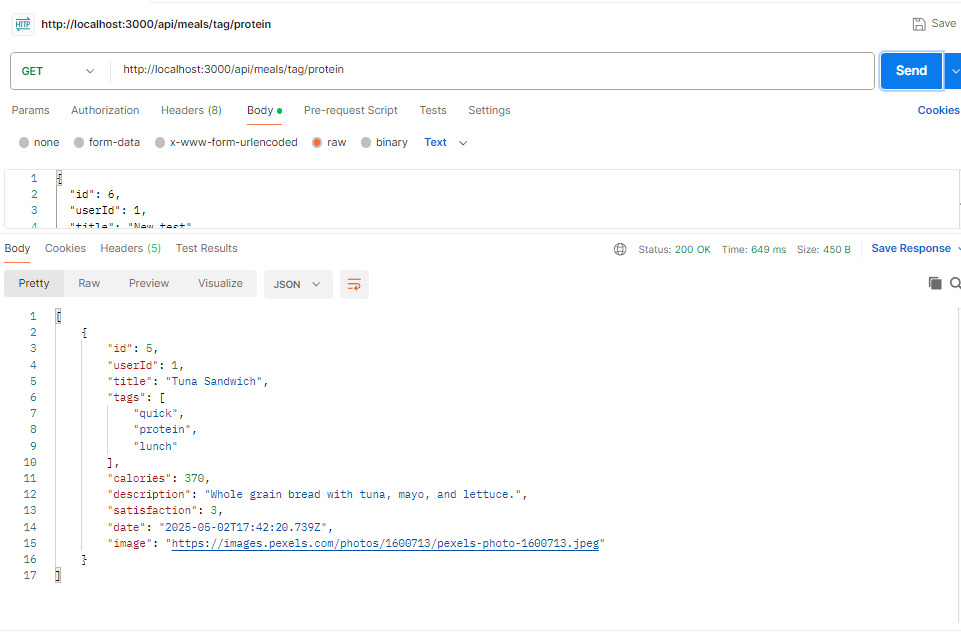 HTTP http://localhost:3000/api/meals/tag/protein Save
GET http://localhost:3000/api/meals/tag/protein Send
Params Authorization Headers (8) Body Pre-request Script Tests Settings Cookies
none form-data x-www-form-urlencoded raw binary Text
1 {
2 "id": 6,
3 "userId": 1,
4 "title": "New test"
Body Cookies Headers (5) Test Results Status: 200 OK Time: 649 ms Size: 450 B Save Response
Pretty Raw Preview Visualize JSON
1 [
2 {
3 "id": 5,
4 "userId": 1,
5 "title": "Tuna Sandwich",
6 "tags": [
7 "quick",
8 "protein",
9 "lunch"
10 ],
11 "calories": 370,
12 "description": "Whole grain bread with tuna, mayo, and lettuce.",
13 "satisfaction": 3,
14 "date": "2025-05-02T17:42:20.739Z",
15 "image": "https://images.pexels.com/photos/1600713/pexels-photo-1600713.jpeg"
16 }
17 ]